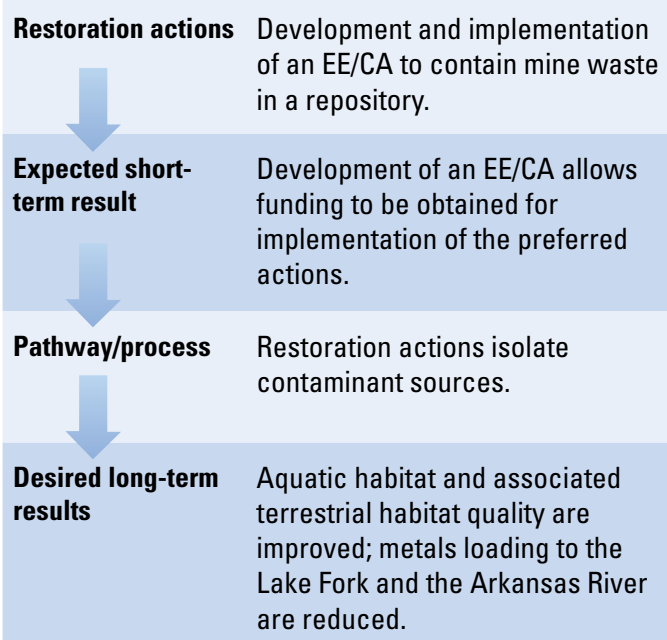 Restoration actions
Development and implementation
of an EE/CA to contain mine waste
in a repository.
Expected short-
term result
Development of an EE/CA allows
funding to be obtained for
implementation of the preferred
actions.
Pathway/process
Restoration actions isolate
contaminant sources.
Desired long-term
results
Aquatic habitat and associated
terrestrial habitat quality are
improved; metals loading to the
Lake Fork and the Arkansas River
are reduced.